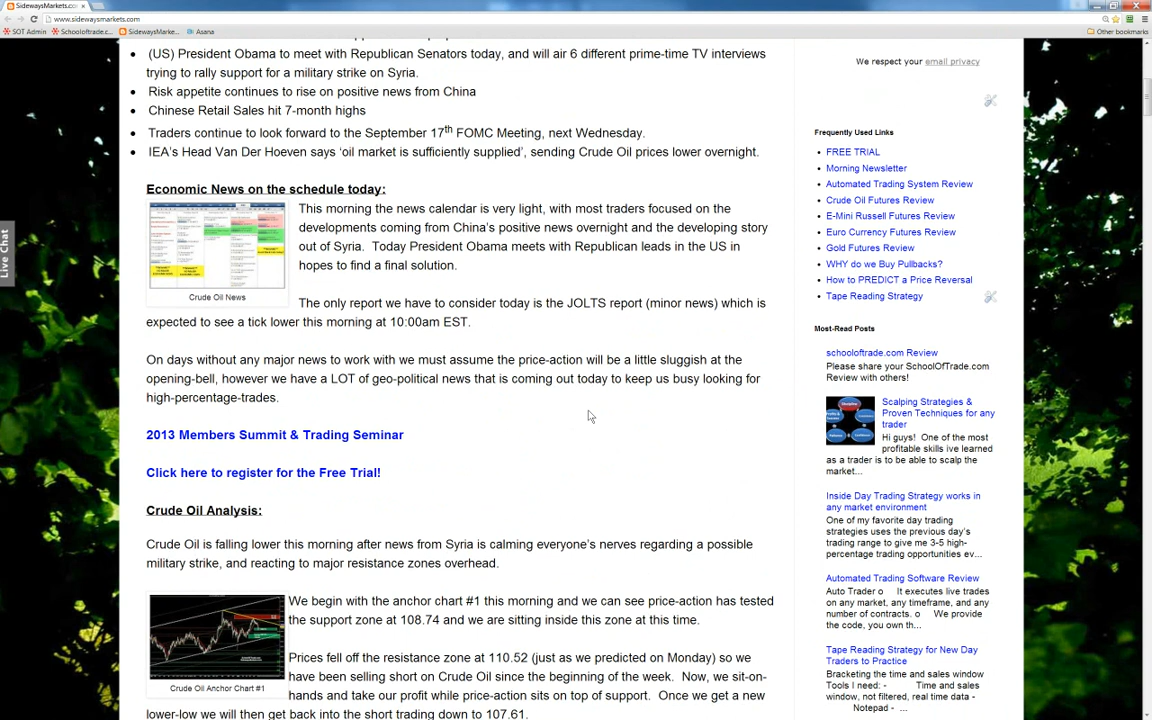 SidewaysMarkets.co
www.sidewaysmarkets.com
SOT Admin
Schooloftrade.c...
SidewaysMarke...
Asana
Other bookmarks
(US) President Obama to meet with Republican Senators today, and will air 6 different prime-time TV interviews
trying to rally support for a military strike on Syria.
Risk appetite continues to rise on positive news from China
Chinese Retail Sales hit 7-month highs
Traders continue to look forward to the September 17th FOMC Meeting, next Wednesday.
IEA's Head Van Der Hoeven says 'oil market is sufficiently supplied', sending Crude Oil prices lower overnight.
Economic News on the schedule today:
This morning the news calendar is very light, with most traders focused on the
developments coming from China's positive news overnight and the developing story
out of Syria. Today President Obama meets with Republican leads in the US in
hopes to find a final solution.
Crude Oil News
The only report we have to consider today is the JOLTS report (minor news) which is
expected to see a tick lower this morning at 10:00am EST.
On days without any major news to work with we must assume the price-action will be a little sluggish at the
opening-bell, however we have a LOT of geo-political news that is coming out today to keep us busy looking for
high-percentage-trades.
2013 Members Summit & Trading Seminar
Click here to register for the Free Trial!
Crude Oil Analysis:
Crude Oil is falling lower this morning after news from Syria is calming everyone's nerves regarding a possible
military strike, and reacting to major resistance zones overhead.
We begin with the anchor chart #1 this morning and we can see price-action has tested
the support zone at 108.74 and we are sitting inside this zone at this time.
Prices fell off the resistance zone at 110.52 (just as we predicted on Monday) so we
have been selling short on Crude Oil since the beginning of the week. Now, we sit-on-
Crude Oil Anchor Chart #1
hands and take our profit while price-action sits on top of support. Once we get a new
lower-low we will then get back into the short trading down to 107.61.
Live Chat
We respect your email privacy
Frequently Used Links
FREE TRIAL
Morning Newsletter
Automated Trading System Review
Crude Oil Futures Review
E-Mini Russell Futures Review
Euro Currency Futures Review
Gold Futures Review
WHY do we Buy Pullbacks?
How to PREDICT a Price Reversal
Tape Reading Strategy
Most-Read Posts
schooloftrade.com Review
Please share your SchoolOfTrade.com
Review with others!
Scalping Strategies &
Proven Techniques for any
trader
Hi guys! One of the most
profitable skills ive learned
as a trader is to be able to scalp the
market...
Inside Day Trading Strategy works in
any market environment
One of my favorite day trading
strategies uses the previous day's
trading range to give me 3-5 high-
percentage trading opportunities ev...
Automated Trading Software Review
Auto Trader o It executes live trades
on any market, any timeframe, and any
number of contracts. o We provide
the code, you own th...
Tape Reading Strategy for New Day
Traders to Practice
Bracketing the time and sales window
Tools I need: - Time and sales
window, not filtered, real time data -
- Notepad - ...